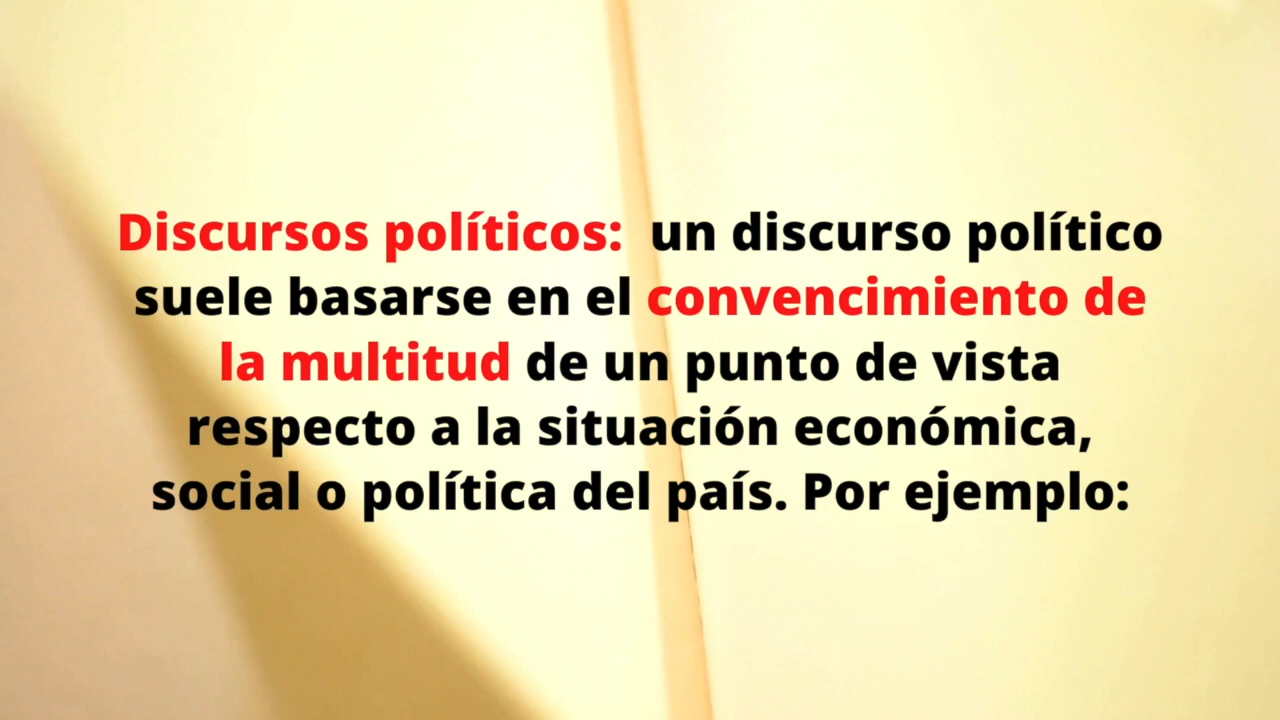 Discursos políticos: un discurso político
suele basarse en el convencimiento de
la multitud de un punto de vista
respecto a la situación económica,
social o política del país. Por ejemplo: